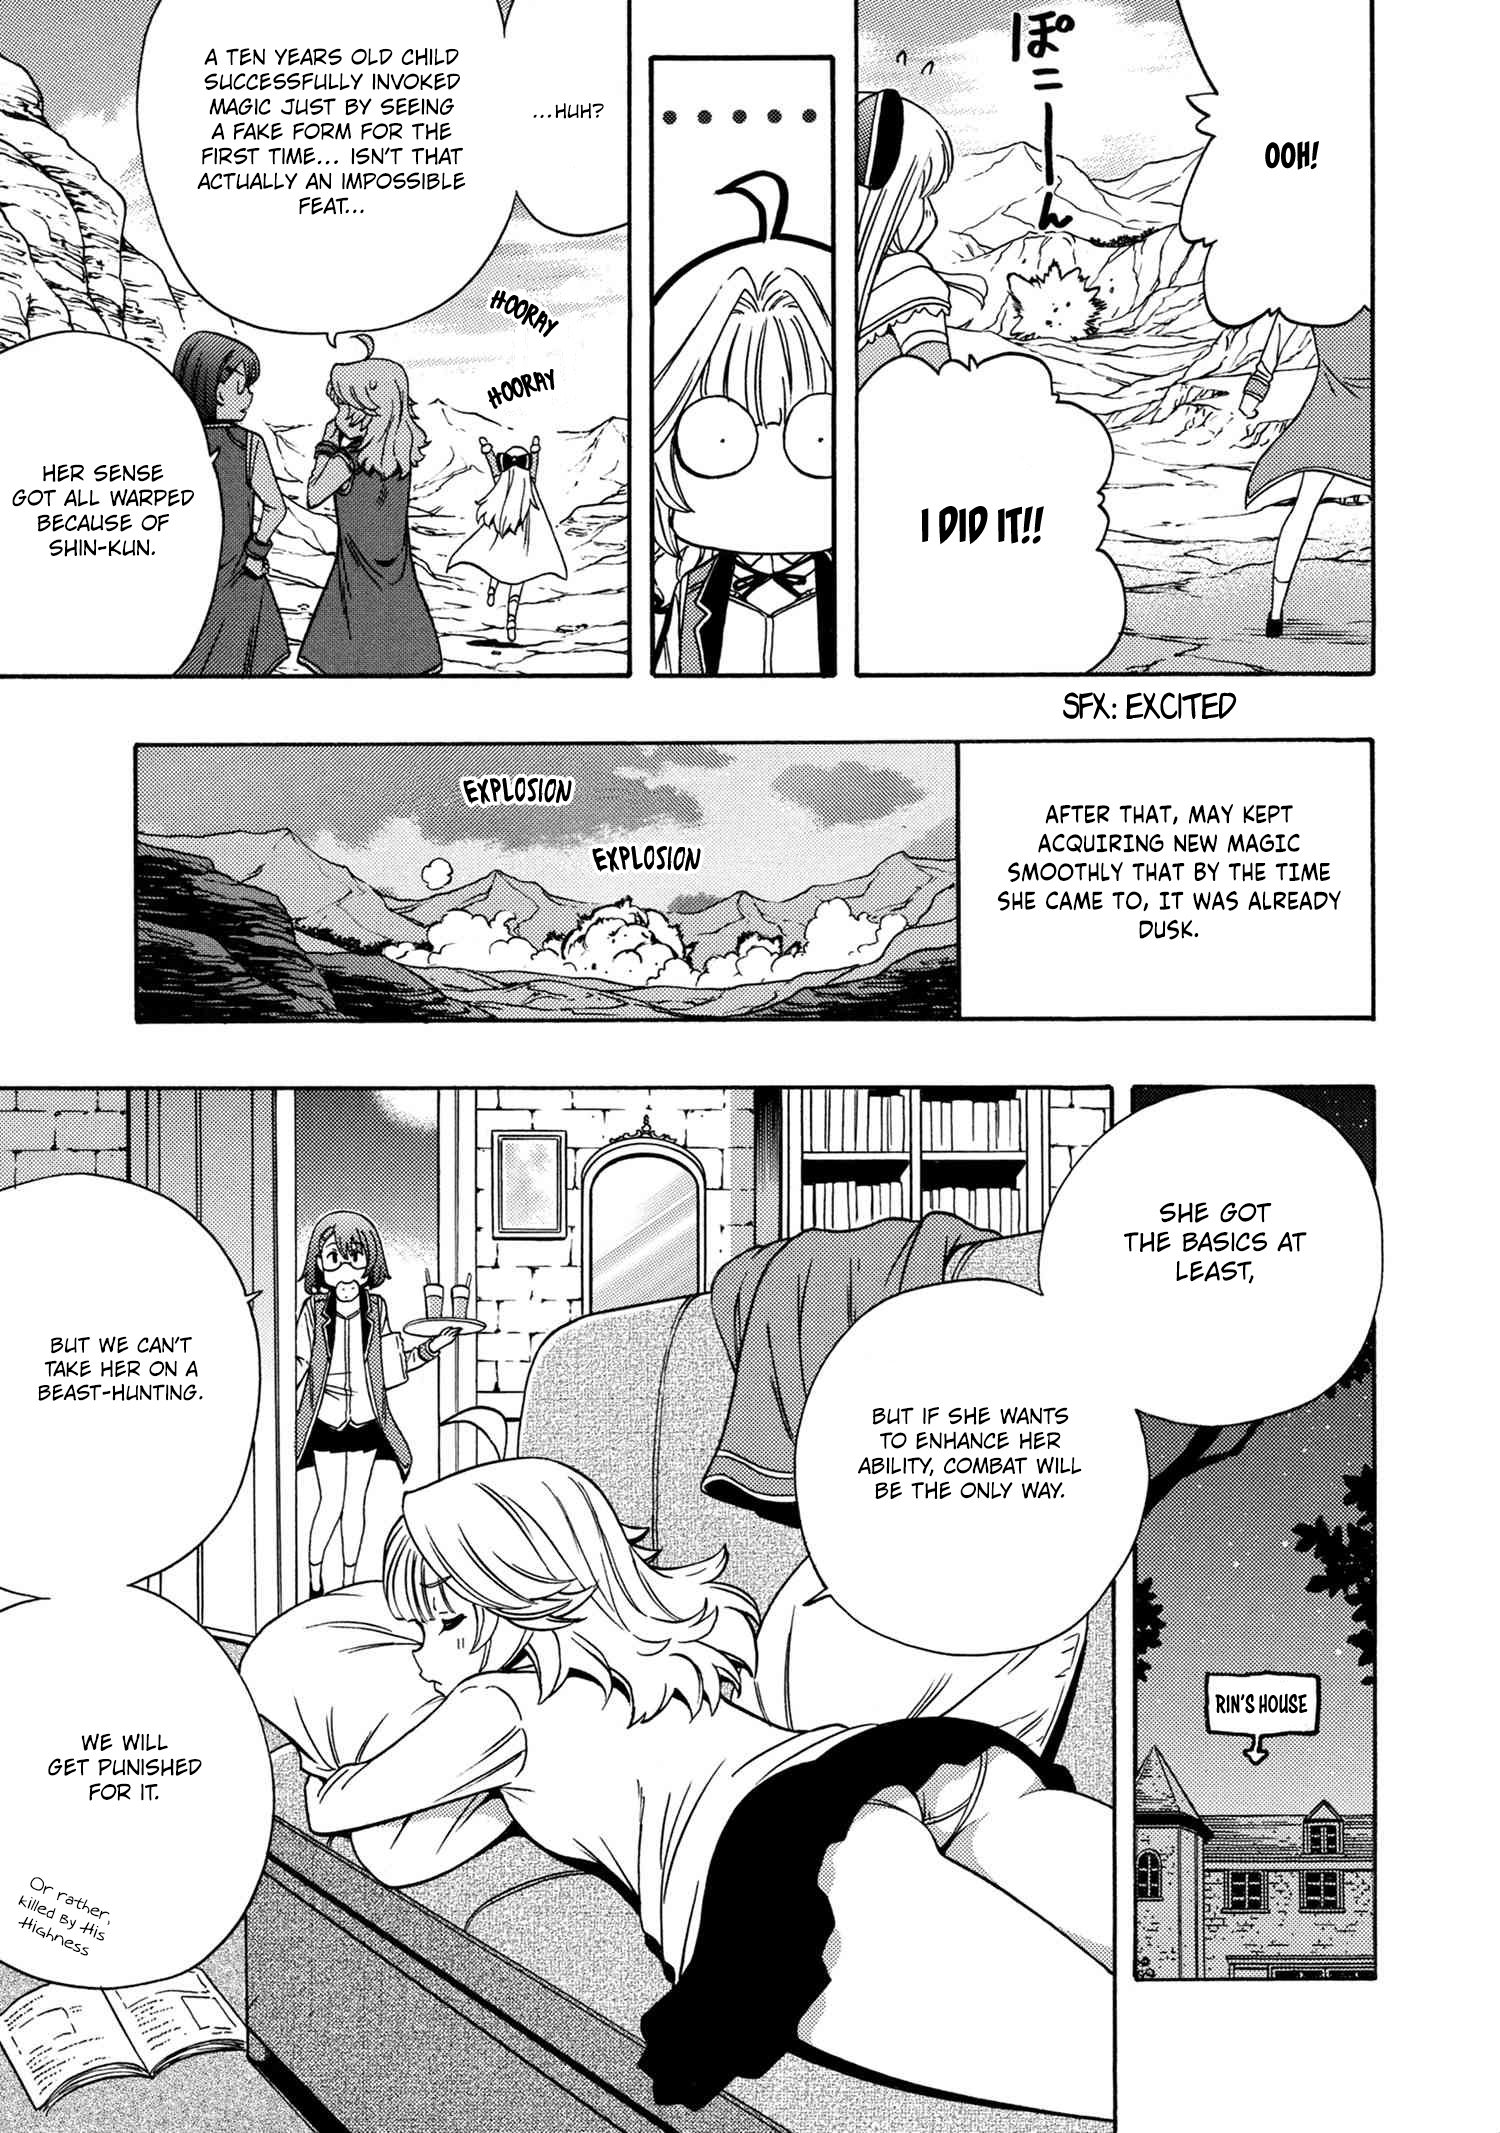 OOH!
ぽこーーん
I DID IT!!
SFX: EXCITED
...HUH?
A TEN YEARS OLD CHILD
SUCCESSFULLY INVOKED
MAGIC JUST BY SEEING
A FAKE FORM FOR THE
FIRST TIME... ISN'T THAT
ACTUALLY AN IMPOSSIBLE
FEAT...
HOORAY
HOORAY
HER SENSE
GOT ALL WARPED
BECAUSE OF
SHIN-KUN.
AFTER THAT, MAY KEPT
ACQUIRING NEW MAGIC
SMOOTHLY THAT BY THE TIME
SHE CAME TO, IT WAS ALREADY
DUSK.
EXPLOSION
EXPLOSION
SHE GOT
THE BASICS AT
LEAST,
RIN'S HOUSE
BUT IF SHE WANTS
TO ENHANCE HER
ABILITY, COMBAT WILL
BE THE ONLY WAY.
BUT WE CAN'T
TAKE HER ON A
BEAST-HUNTING.
WE WILL
GET PUNISHED
FOR IT.
Or rather,
killed By His
Highness